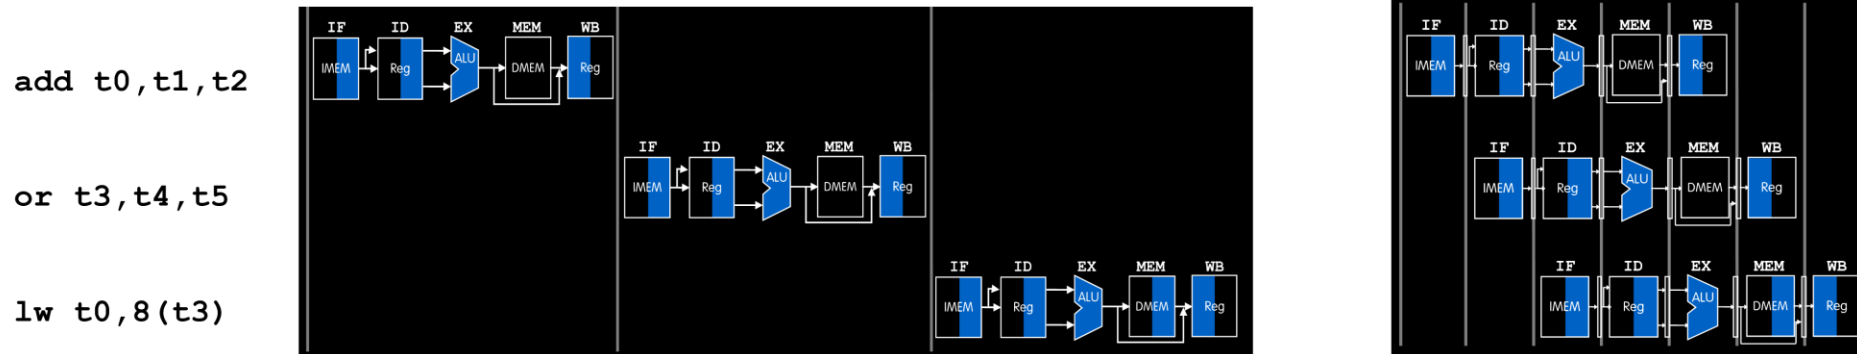 IF ID EX MEM WB IF ID EX MEM WB
add t0,t1,t2 IMEM Reg ALU DMEM Reg IMEM Reg ALU DMEM Reg
IF ID EX MEM WB IF ID EX MEM WB
or t3,t4,t5 IMEM Reg ALU DMEM Reg IMEM Reg ALU DMEM Reg
IF ID EX MEM WB IF ID EX MEM WB
lw t0,8(t3) IMEM Reg ALU DMEM Reg IMEM Reg ALU DMEM Reg